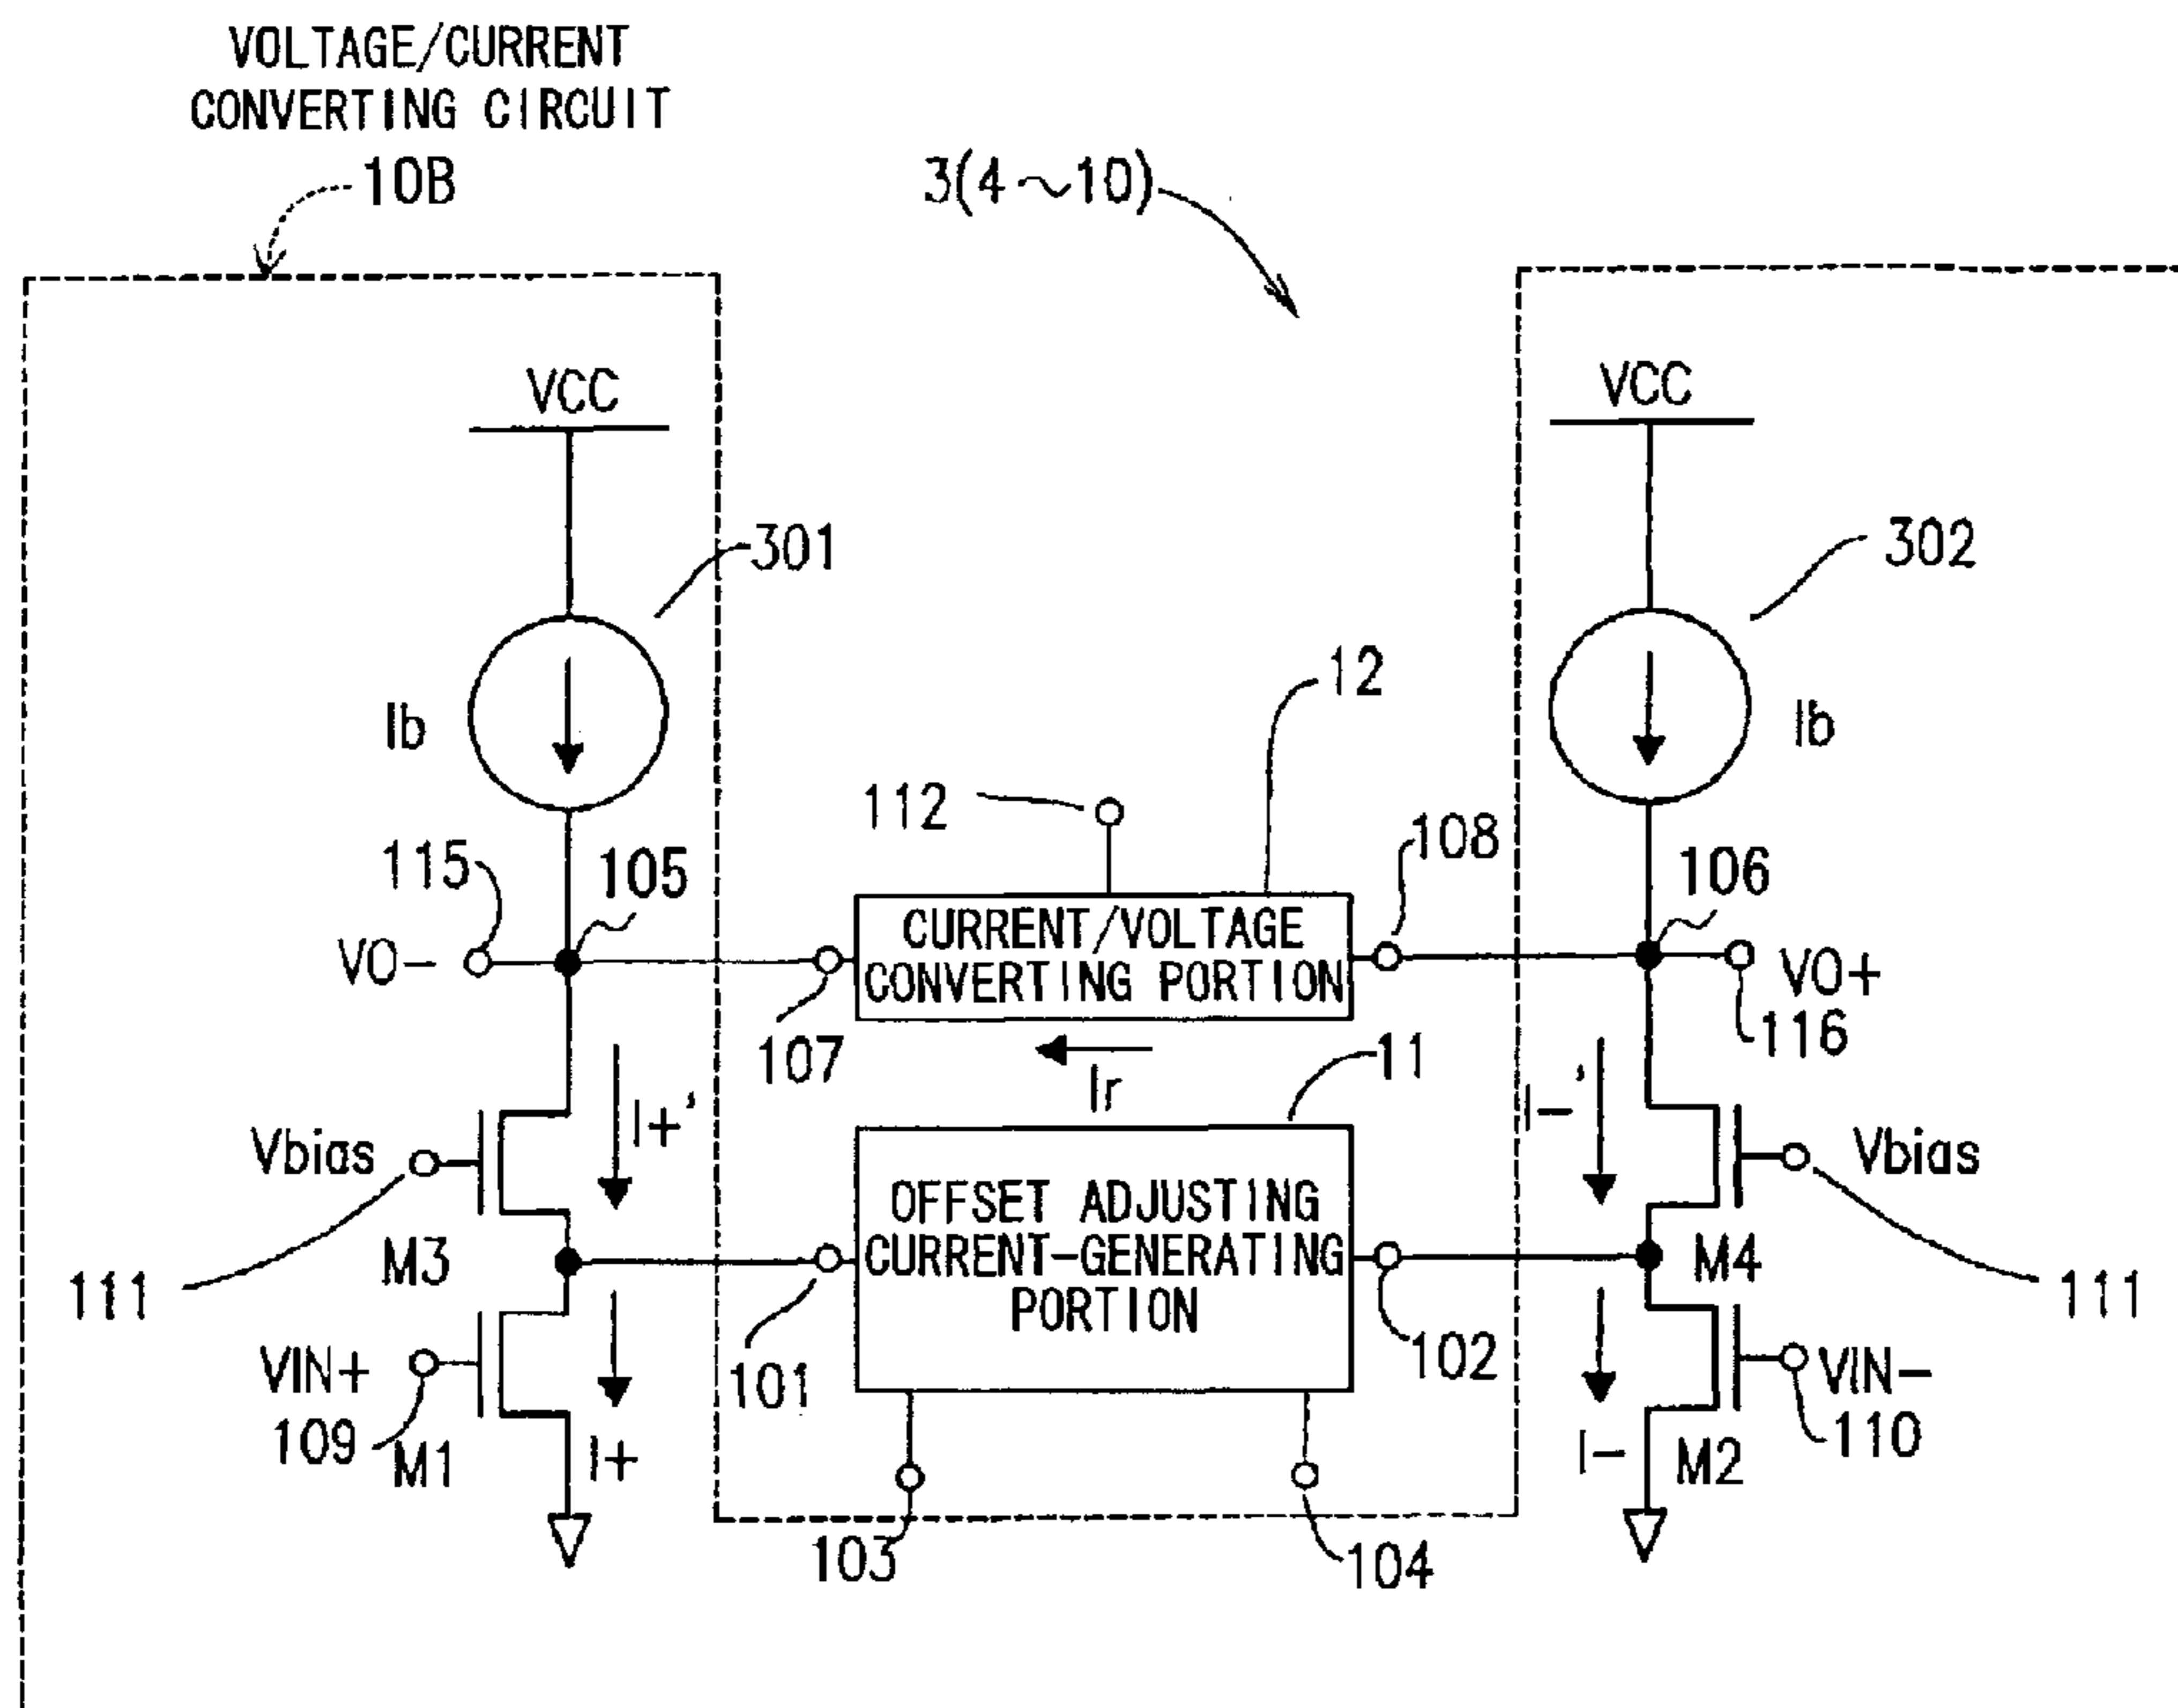 VOLTAGE/CURRENT
CONVERTING CIRCUIT
10B
3(4~10)
VCC
VCC
301
302
12
Ib
Ib
112
108
115
105
106
VO-
CURRENT/VOLTAGE
CONVERTING PORTION
VO+
107
116
Ir
11
I+'
I-'
Vbias
Vbias
OFFSET ADJUSTING
CURRENT-GENERATING
PORTION
M3
M4
111
111
VIN+
101
102
VIN-
109
M1
I+
I-
M2
110
103
104